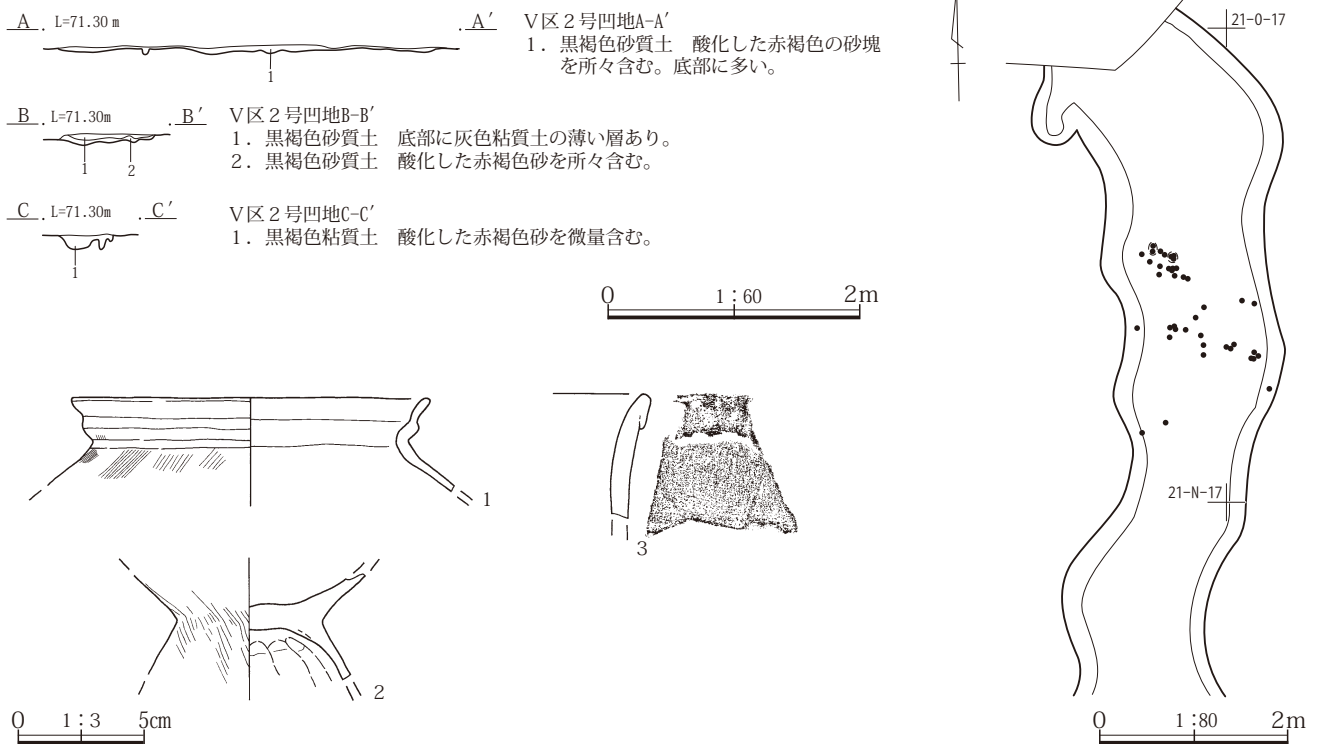 A . L=71.30 m . A′
1
Ⅴ区２号凹地A-A′
１．黒褐色砂質土　酸化した赤褐色の砂塊
を所々含む。底部に多い。
B . L=71.30m . B′
1 2
Ⅴ区２号凹地B-B′
１．黒褐色砂質土　底部に灰色粘質土の薄い層あり。
２．黒褐色砂質土　酸化した赤褐色砂を所々含む。
C . L=71.30m . C′
1
Ⅴ区２号凹地C-C′
１．黒褐色粘質土　酸化した赤褐色砂を微量含む。
0 1：60 2m
1
3
2
0 1：3 5cm
21-O-17
21-N-17
0 1：80 2m